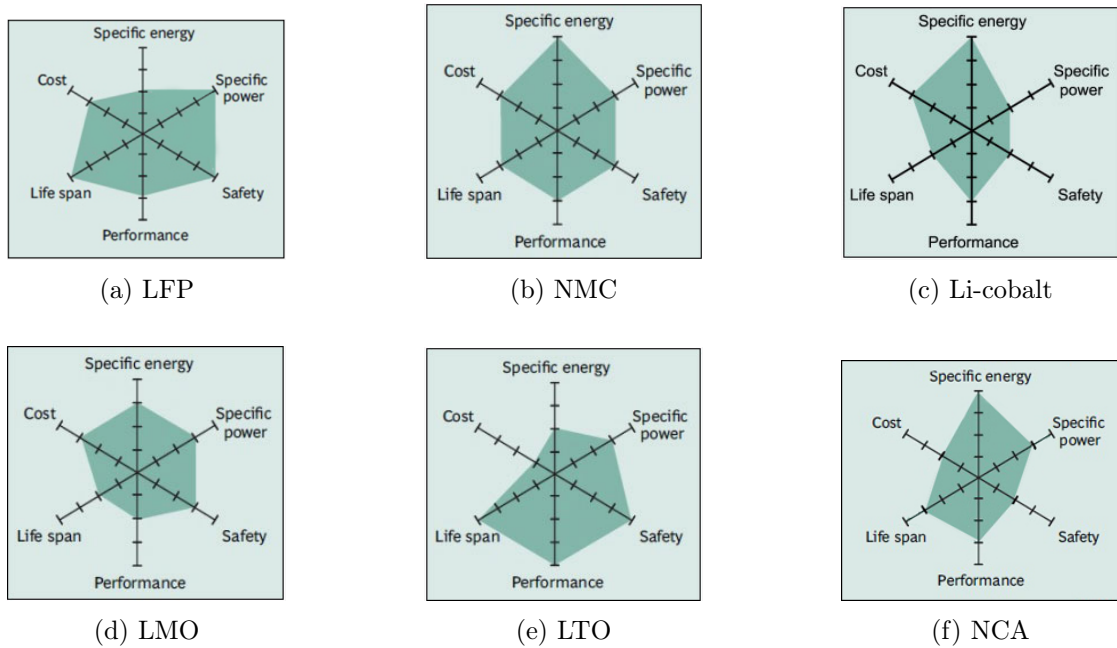 Specific energy
Cost
Specific
power
Life span
Safety
Performance
(a) LFP
Specific energy
Cost
Specific
power
Life span
Safety
Performance
(b) NMC
Specific energy
Cost
Specific
power
Life span
Safety
Performance
(c) Li-cobalt
Specific energy
Cost
Specific
power
Life span
Safety
Performance
(d) LMO
Specific energy
Cost
Specific
power
Life span
Safety
Performance
(e) LTO
Specific energy
Cost
Specific
power
Life span
Safety
Performance
(f) NCA